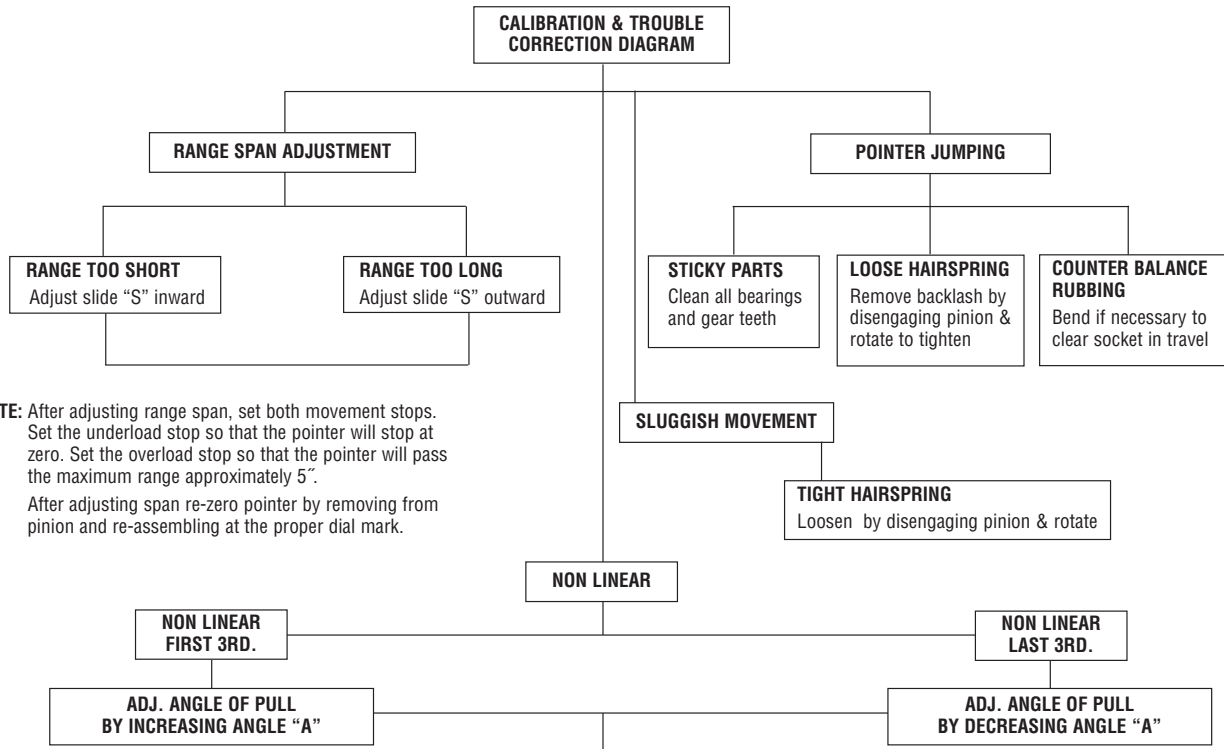 CALIBRATION & TROUBLE
CORRECTION DIAGRAM
RANGE SPAN ADJUSTMENT
POINTER JUMPING
RANGE TOO SHORT
Adjust slide “S” inward
RANGE TOO LONG
Adjust slide “S” outward
STICKY PARTS
Clean all bearings
and gear teeth
LOOSE HAIRSPRING
Remove backlash by
disengaging pinion &
rotate to tighten
COUNTER BALANCE
RUBBING
Bend if necessary to
clear socket in travel
TE: After adjusting range span, set both movement stops.
Set the underload stop so that the pointer will stop at
zero. Set the overload stop so that the pointer will pass
the maximum range approximately 5˝.
After adjusting span re-zero pointer by removing from
pinion and re-assembling at the proper dial mark.
SLUGGISH MOVEMENT
TIGHT HAIRSPRING
Loosen by disengaging pinion & rotate
NON LINEAR
NON LINEAR
FIRST 3RD.
NON LINEAR
LAST 3RD.
ADJ. ANGLE OF PULL
BY INCREASING ANGLE “A”
ADJ. ANGLE OF PULL
BY DECREASING ANGLE “A”